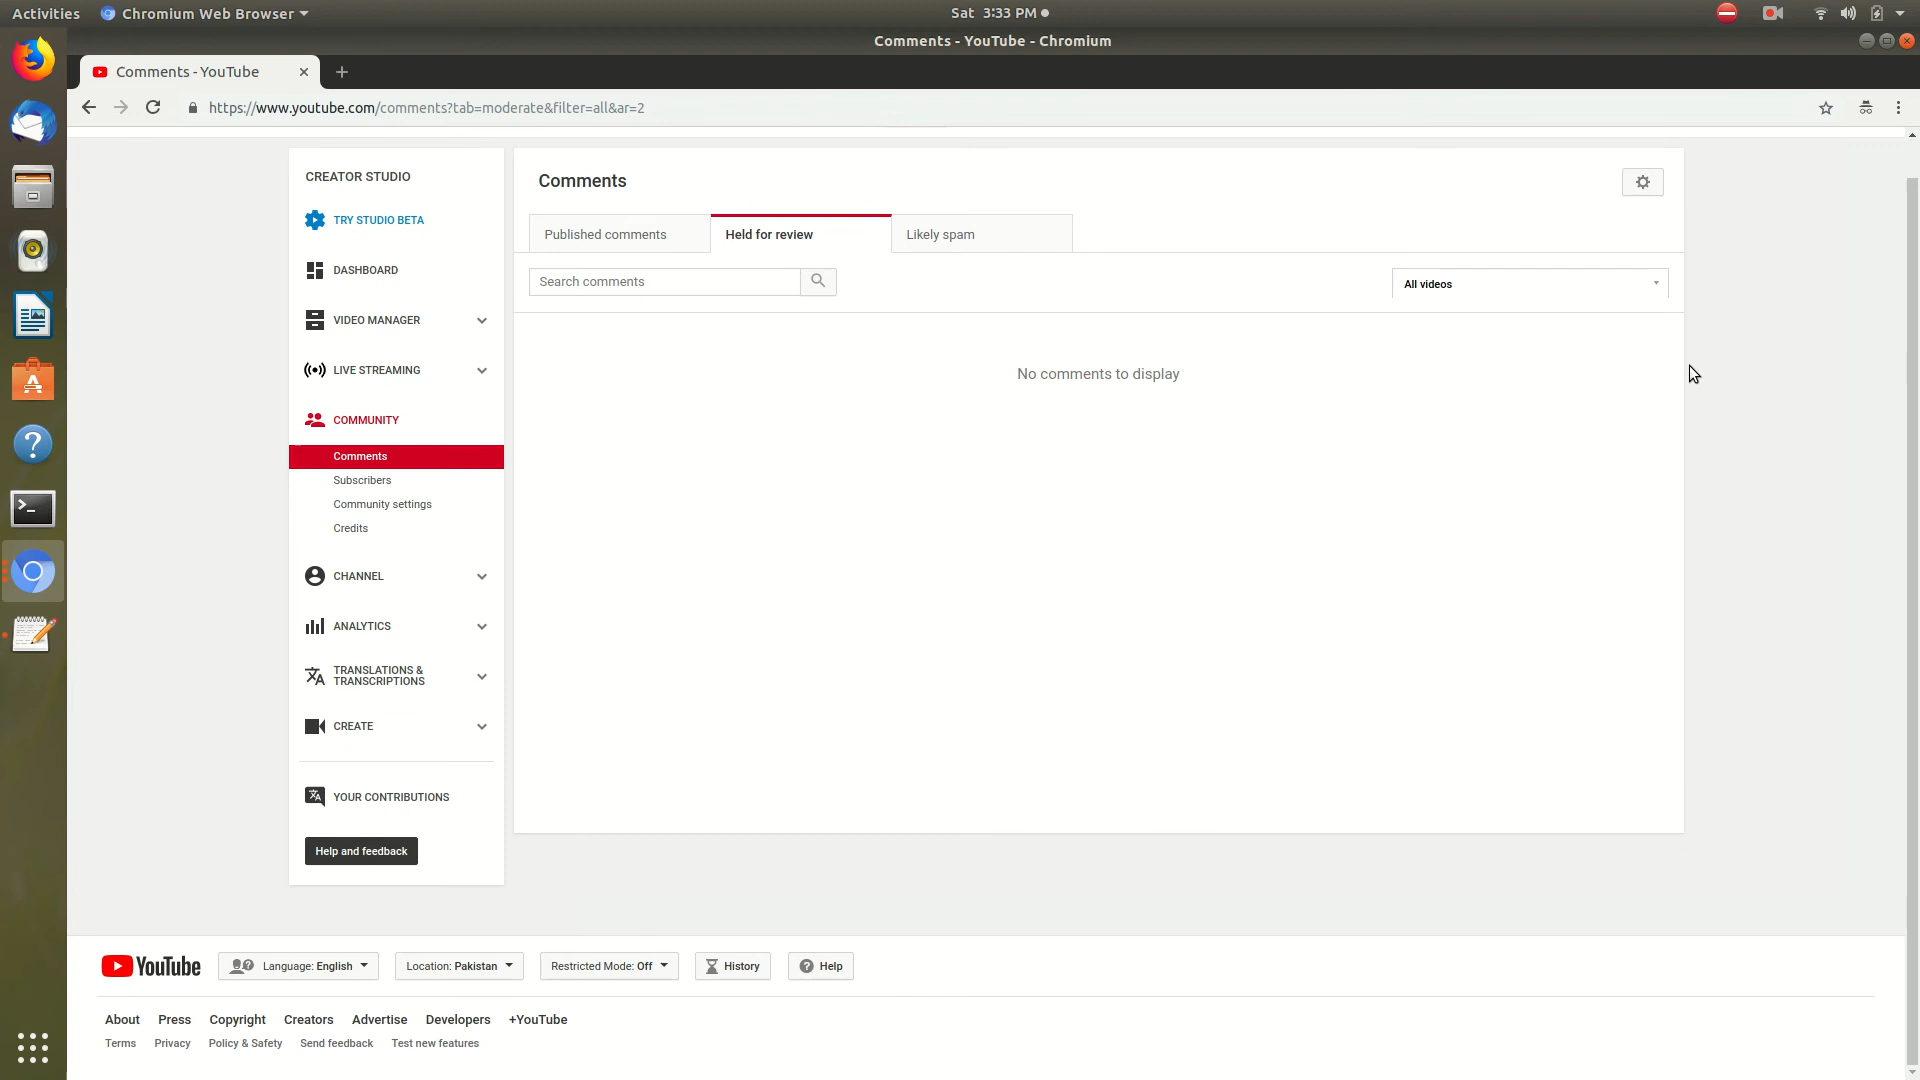 Activities
Chromium Web Browser
Sat 3:33 PM
Comments - YouTube - Chromium
Comments - YouTube
https://www.youtube.com/comments?tab=moderate&filter=all&ar=2
CREATOR STUDIO
TRY STUDIO BETA
DASHBOARD
VIDEO MANAGER
LIVE STREAMING
COMMUNITY
Comments
Subscribers
Community settings
Credits
CHANNEL
ANALYTICS
TRANSLATIONS &
TRANSCRIPTIONS
CREATE
YOUR CONTRIBUTIONS
Help and feedback
Comments
Published comments
Held for review
Likely spam
Search comments
All videos
No comments to display
YouTube
Language: English
Location: Pakistan
Restricted Mode: Off
History
Help
About Press Copyright Creators Advertise Developers +YouTube
Terms Privacy Policy & Safety Send feedback Test new features